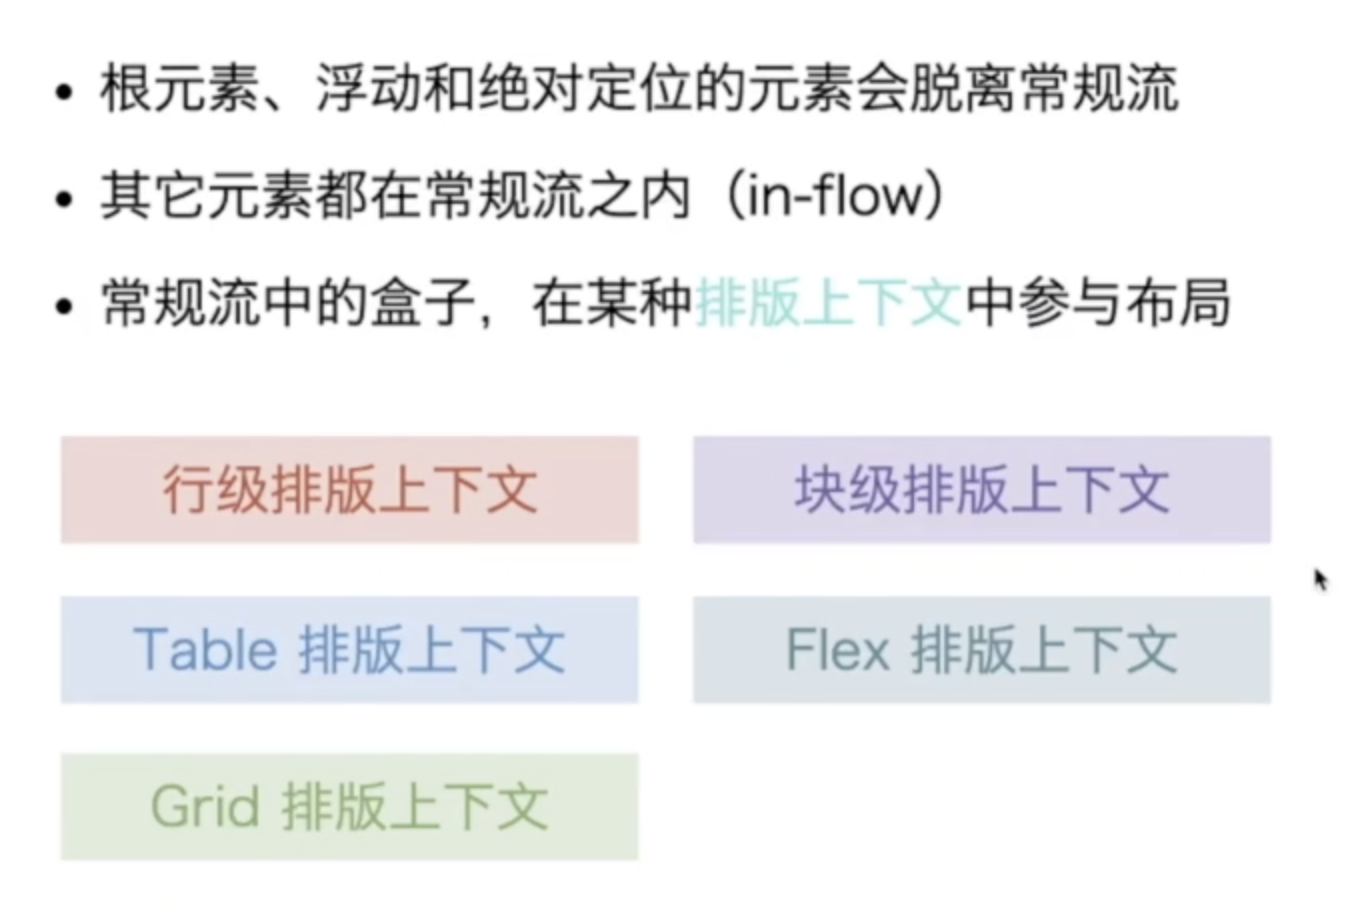 • 根元素、浮动和绝对定位的元素会脱离常规流
• 其它元素都在常规流之内（in-flow）
• 常规流中的盒子，在某种排版上下文中参与布局
行级排版上下文
块级排版上下文
Table 排版上下文
Flex 排版上下文
Grid 排版上下文